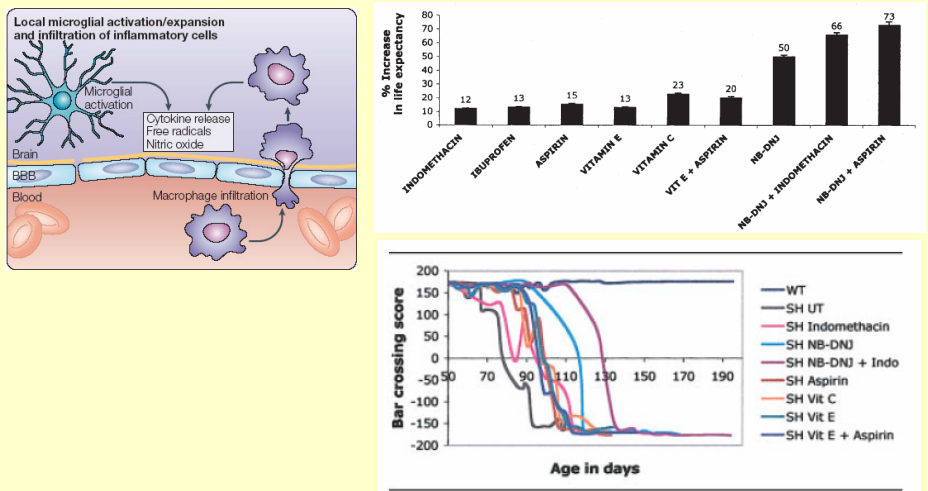 Local microglial activation/expansion
and infiltration of inflammatory cells
Microglial
activation
Cytokine release
Free radicals
Nitric oxide
Brain
BBB
Blood
Macrophage infiltration
% Increase
in life expectancy
80
70
60
50
40
30
20
10
0
12
13
15
13
23
20
50
66
73
INDOMETHACIN
IBUPROFEN
ASPIRIN
VITAMIN E
VITAMIN C
VIT E + ASPIRIN
NB-DNJ
NB-DNJ + INDOMETHACIN
NB-DNJ + ASPIRIN
Bar crossing score
200
150
100
50
0
-50
-100
-150
-200
50
70
90
110
130
150
170
190
Age in days
WT
SH UT
SH Indomethacin
SH NB-DNJ
SH NB-DNJ + Indo
SH Aspirin
SH Vit C
SH Vit E
SH Vit E + Aspirin